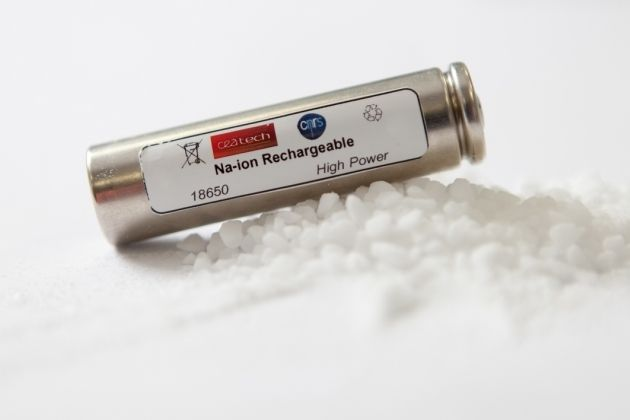 ceatech cnrs
Na-ion Rechargeable
High Power
18650